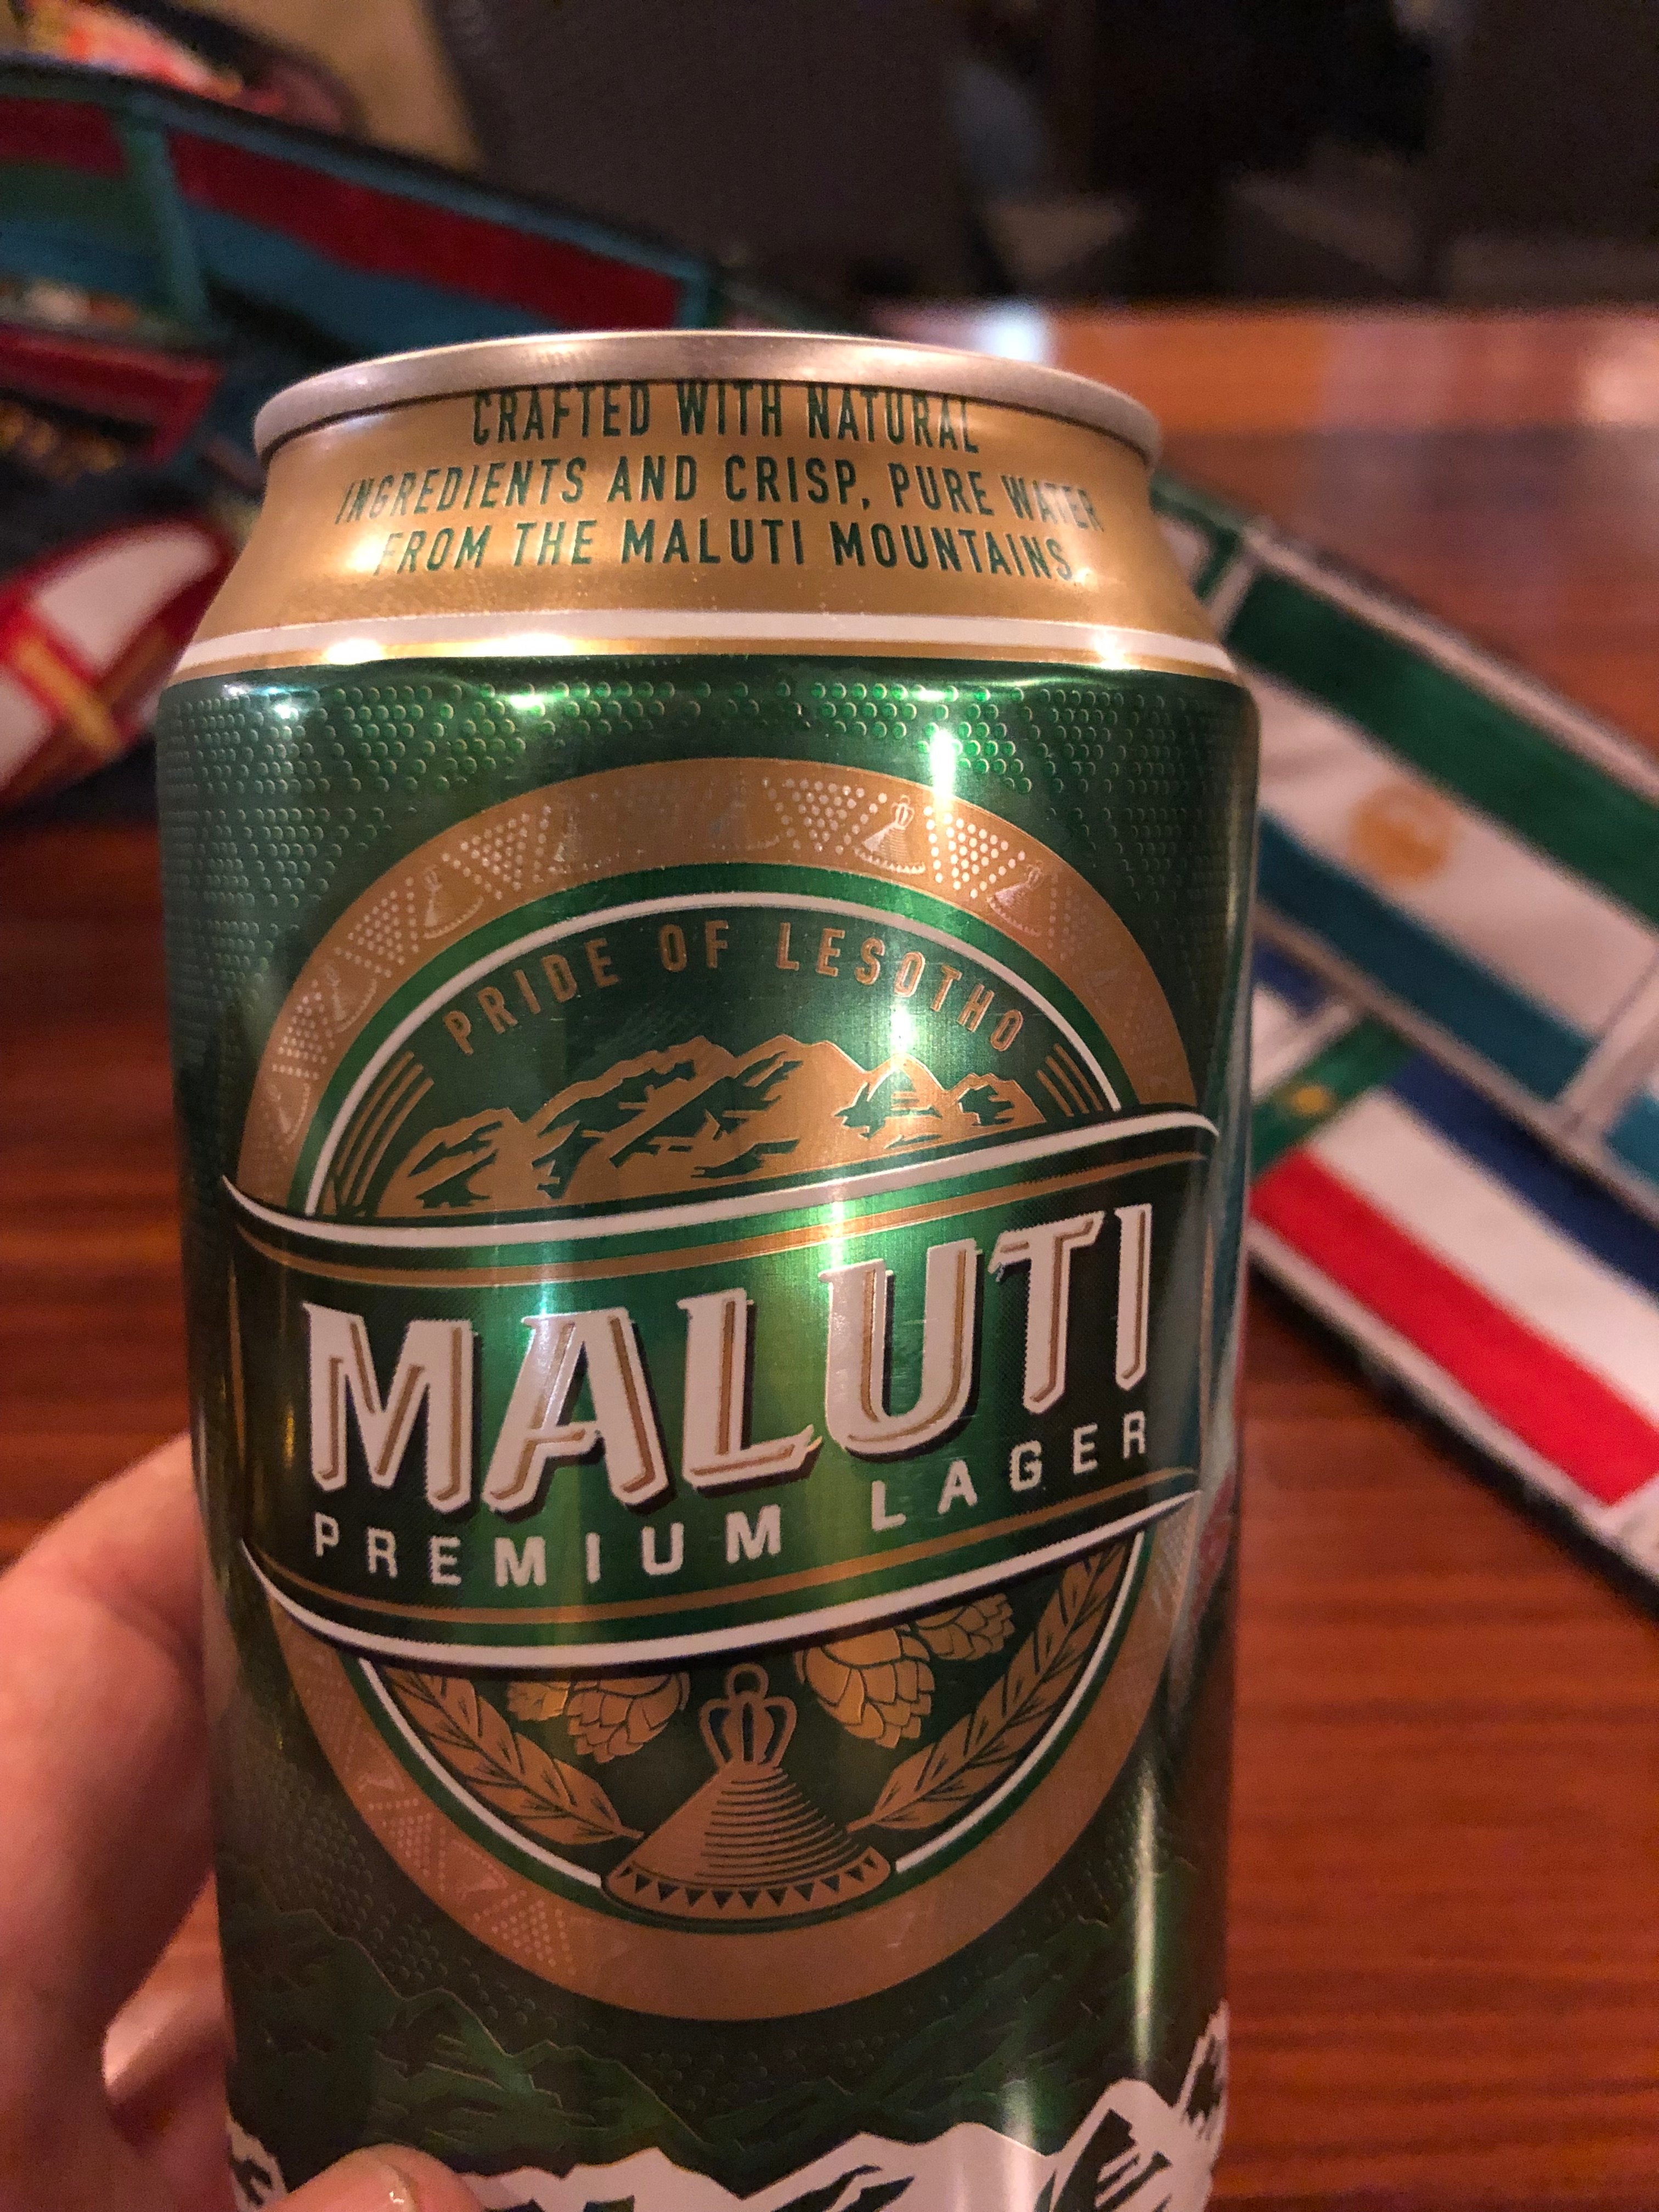 CRAFTED WITH NATURAL
INGREDIENTS AND CRISP, PURE WATER
FROM THE MALUTI MOUNTAINS
PRIDE OF LESOTHO
MALUTI
PREMIUM LAGER